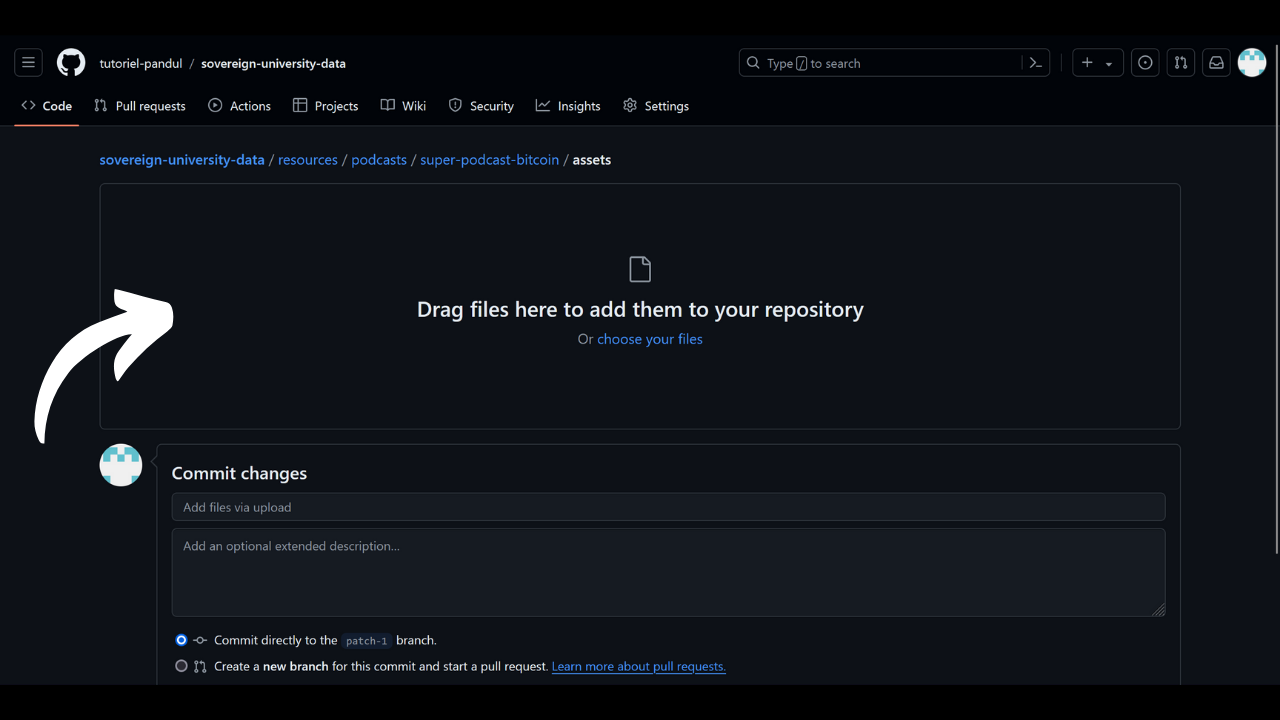 tutoriel-pandul / sovereign-university-data
Type / to search
Code Pull requests Actions Projects Wiki Security Insights Settings
sovereign-university-data / resources / podcasts / super-podcast-bitcoin / assets
Drag files here to add them to your repository
Or choose your files
Commit changes
Add files via upload
Add an optional extended description...
Commit directly to the patch-1 branch.
Create a new branch for this commit and start a pull request. Learn more about pull requests.